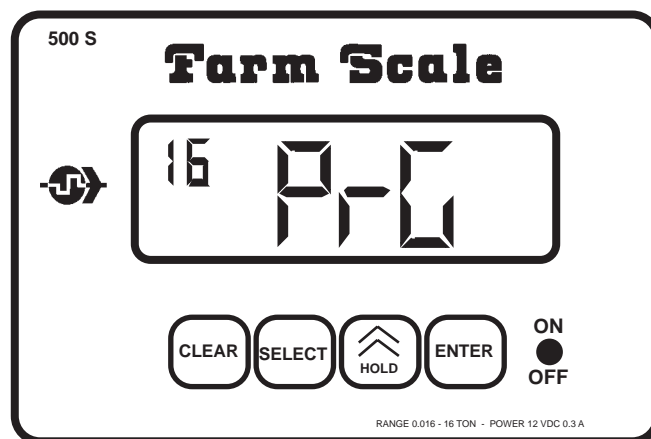 500 S
Farm Scale
16 PrG
CLEAR SELECT HOLD ENTER
ON
OFF
RANGE 0.016 - 16 TON - POWER 12 VDC 0.3 A